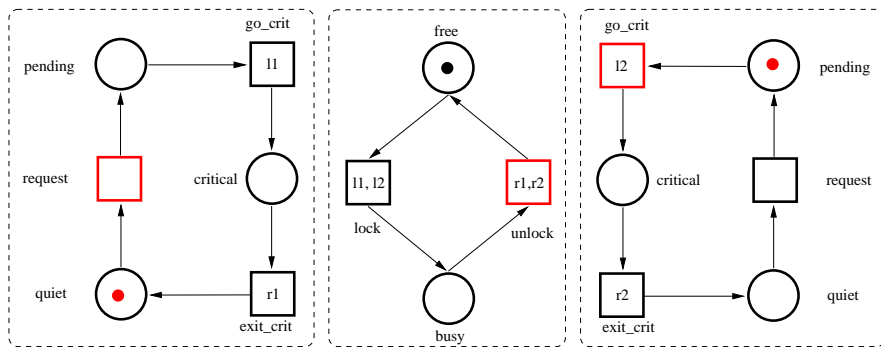 go_crit
pending
l1
request
critical
quiet
r1
exit_crit
free
l1, l2
r1,r2
lock
unlock
busy
go_crit
l2
pending
critical
request
r2
quiet
exit_crit